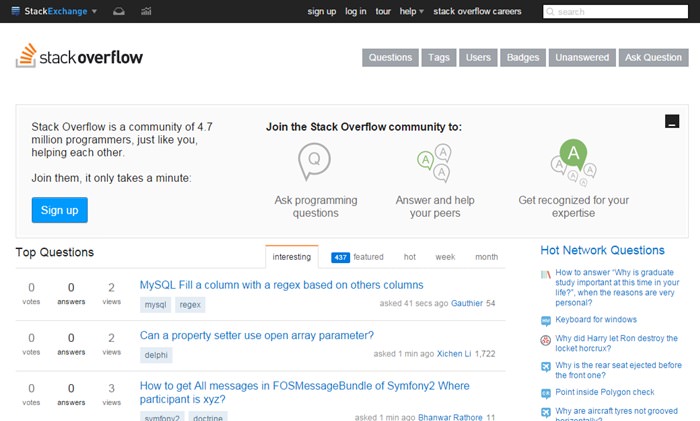 StackExchange
sign up log in tour help stack overflow careers search
stackoverflow
Questions Tags Users Badges Unanswered Ask Question
Stack Overflow is a community of 4.7
million programmers, just like you,
helping each other.
Join them, it only takes a minute:
Sign up
Join the Stack Overflow community to:
Q
Ask programming
questions
A A A
Answer and help
your peers
A A A A A
Get recognized for your
expertise
Top Questions
interesting 437 featured hot week month
0 votes 0 answers 2 views
MySQL Fill a column with a regex based on others columns
mysql regex
asked 41 secs ago Gauthier 54
0 votes 0 answers 2 views
Can a property setter use open array parameter?
delphi
asked 1 min ago Xichen Li 1,722
0 votes 0 answers 3 views
How to get All messages in FOSMessageBundle of Symfony2 Where
participant is xyz?
symfony2 doctrine
asked 1 min ago Bhanwar Rathore 11
Hot Network Questions
How to answer “Why is graduate
study important at this time in your
life?”, when the reasons are very
personal?
Keyboard for windows
Why did Harry let Ron destroy the
locket horcrux?
Why is the rear seat ejected before
the front one?
Point inside Polygon check
Why are aircraft tyres not grooved
horizontally?